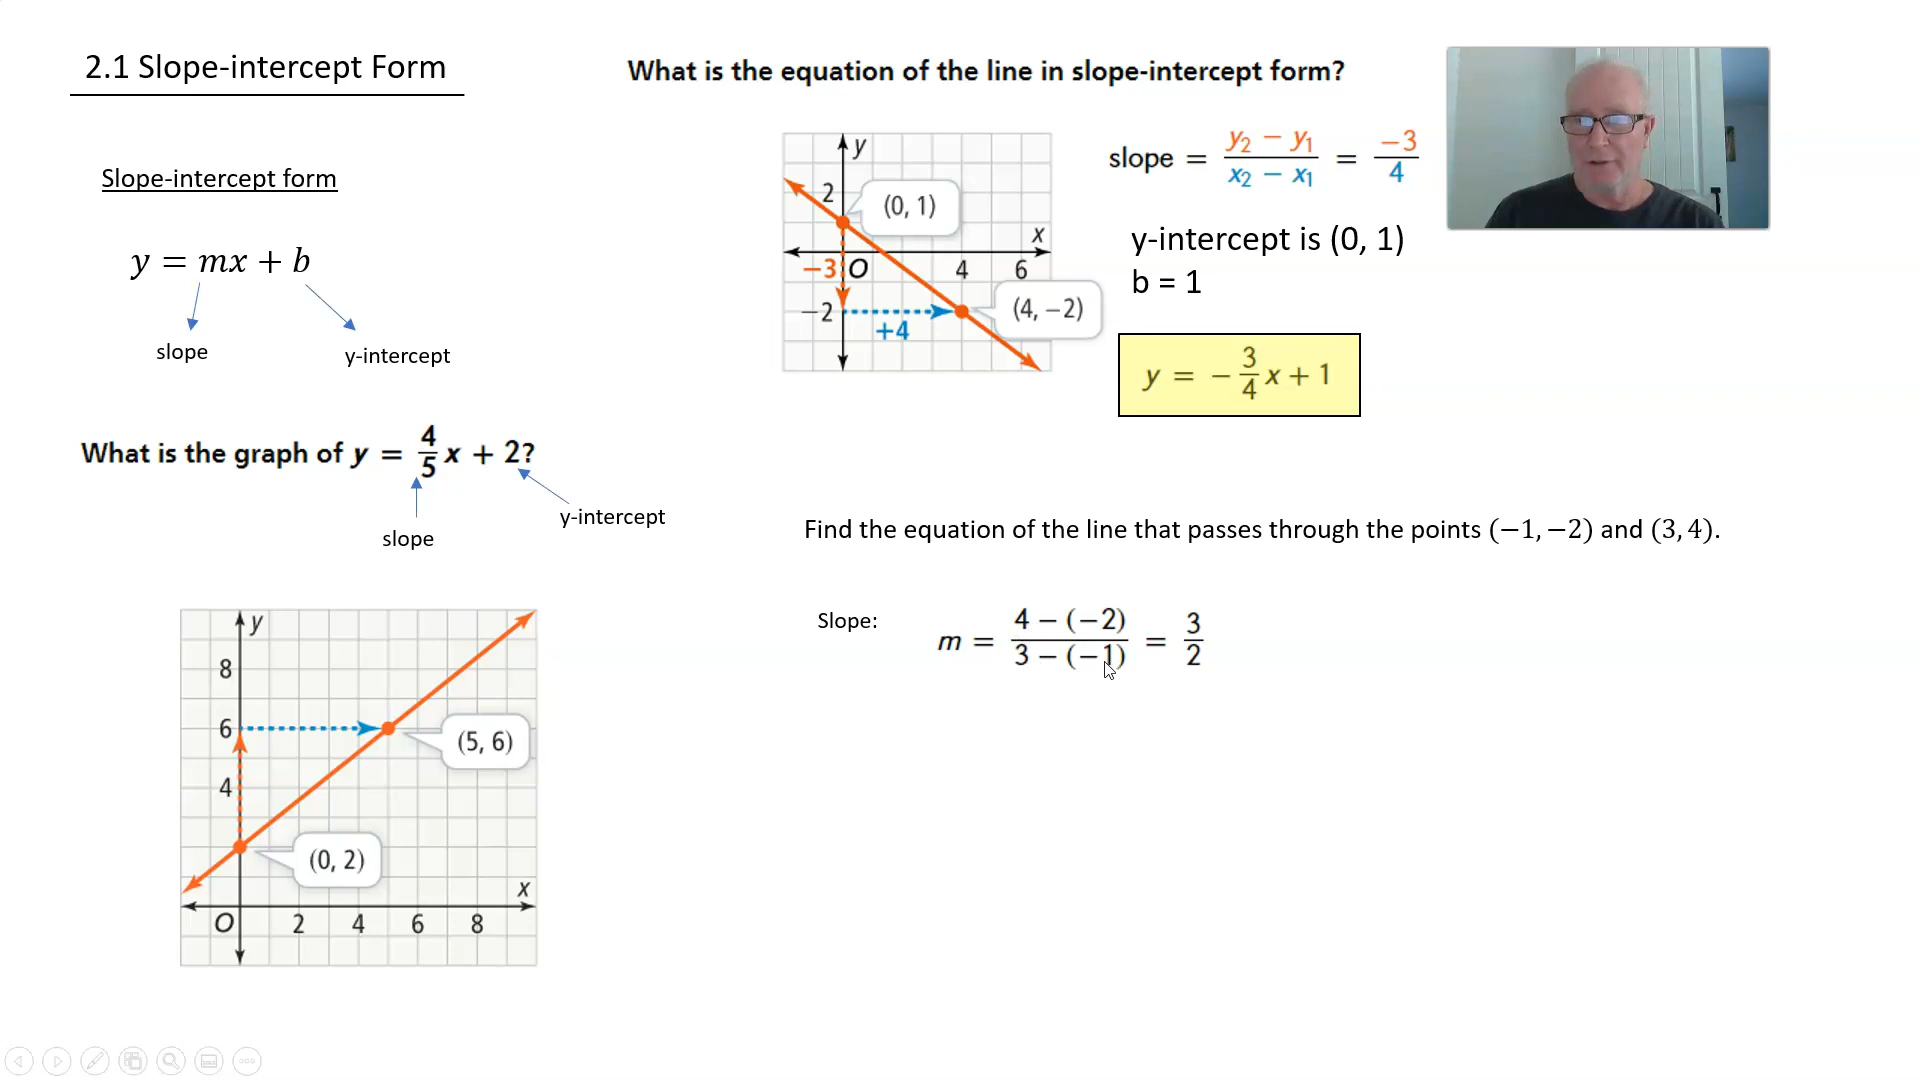 2.1 Slope-intercept Form
Slope-intercept form
y = mx + b
slope
y-intercept
What is the graph of y = 4/5 x + 2?
slope
y-intercept
y
8
6
4
(5, 6)
(0, 2)
x
O 2 4 6 8
What is the equation of the line in slope-intercept form?
y
2
(0, 1)
x
−3 O 4 6
−2
+4
(4, −2)
slope = y₂ − y₁ / x₂ − x₁ = −3/4
y-intercept is (0, 1)
b = 1
y = −3/4 x + 1
Find the equation of the line that passes through the points (−1, −2) and (3, 4).
Slope:
m = 4 − (−2) / 3 − (−1) = 3/2